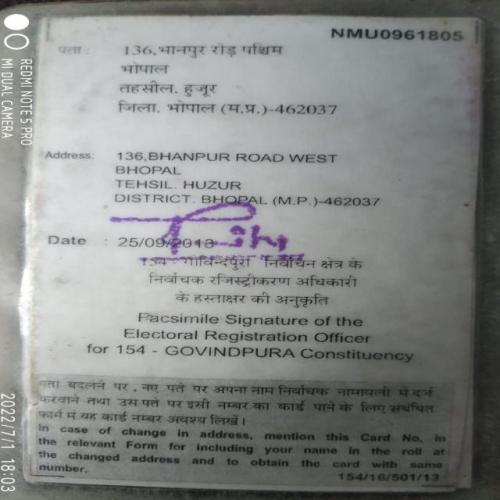 NMU0961805
पता : 136,भानपुर रोड़ पश्चिम
भोपाल
तहसील. हुजूर
जिला. भोपाल (म.प्र.)-462037
Address: 136,BHANPUR ROAD WEST
BHOPAL
TEHSIL. HUZUR
DISTRICT. BHOPAL (M.P.)-462037
Date : 25/09/2013
गोविन्दपुरा निर्वाचन क्षेत्र के
निर्वाचक रजिस्ट्रीकरण अधिकारी
के हस्ताक्षर की अनुकृति
Facsimile Signature of the
Electoral Registration Officer
for 154 - GOVINDPURA Constituency
पता बदलने पर , नए पते पर अपना नाम निर्वाचक नामावली में दर्ज
करवाने तथा उस पते पर इसी नम्बर का कार्ड पाने के लिए संबंधित
फार्म में यह कार्ड नम्बर अवश्य लिखें।
In case of change in address, mention this Card No. in
the relevant Form for including your name in the roll at
the changed address and to obtain the card with same
number.
154/16/501/13
REDMI NOTE 5 PRO
MI DUAL CAMERA
2022/7/1 18:03